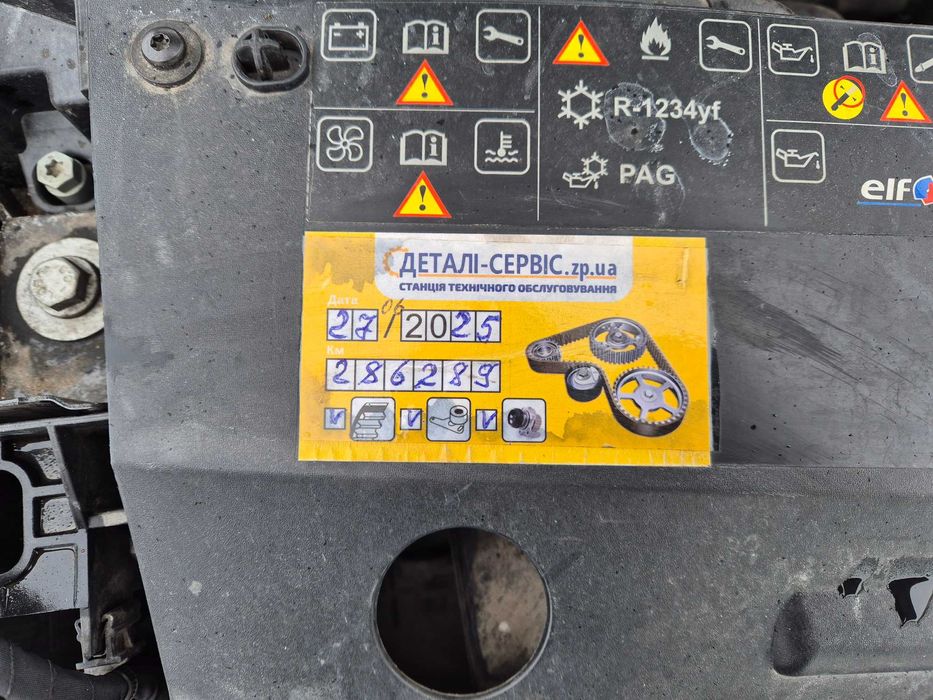 R-1234yf
PAG
elf
ДЕТАЛІ-СЕРВІС.zp.ua
СТАНЦІЯ ТЕХНІЧНОГО ОБСЛУГОВУВАННЯ
Дата
27/06 2025
Км
286289